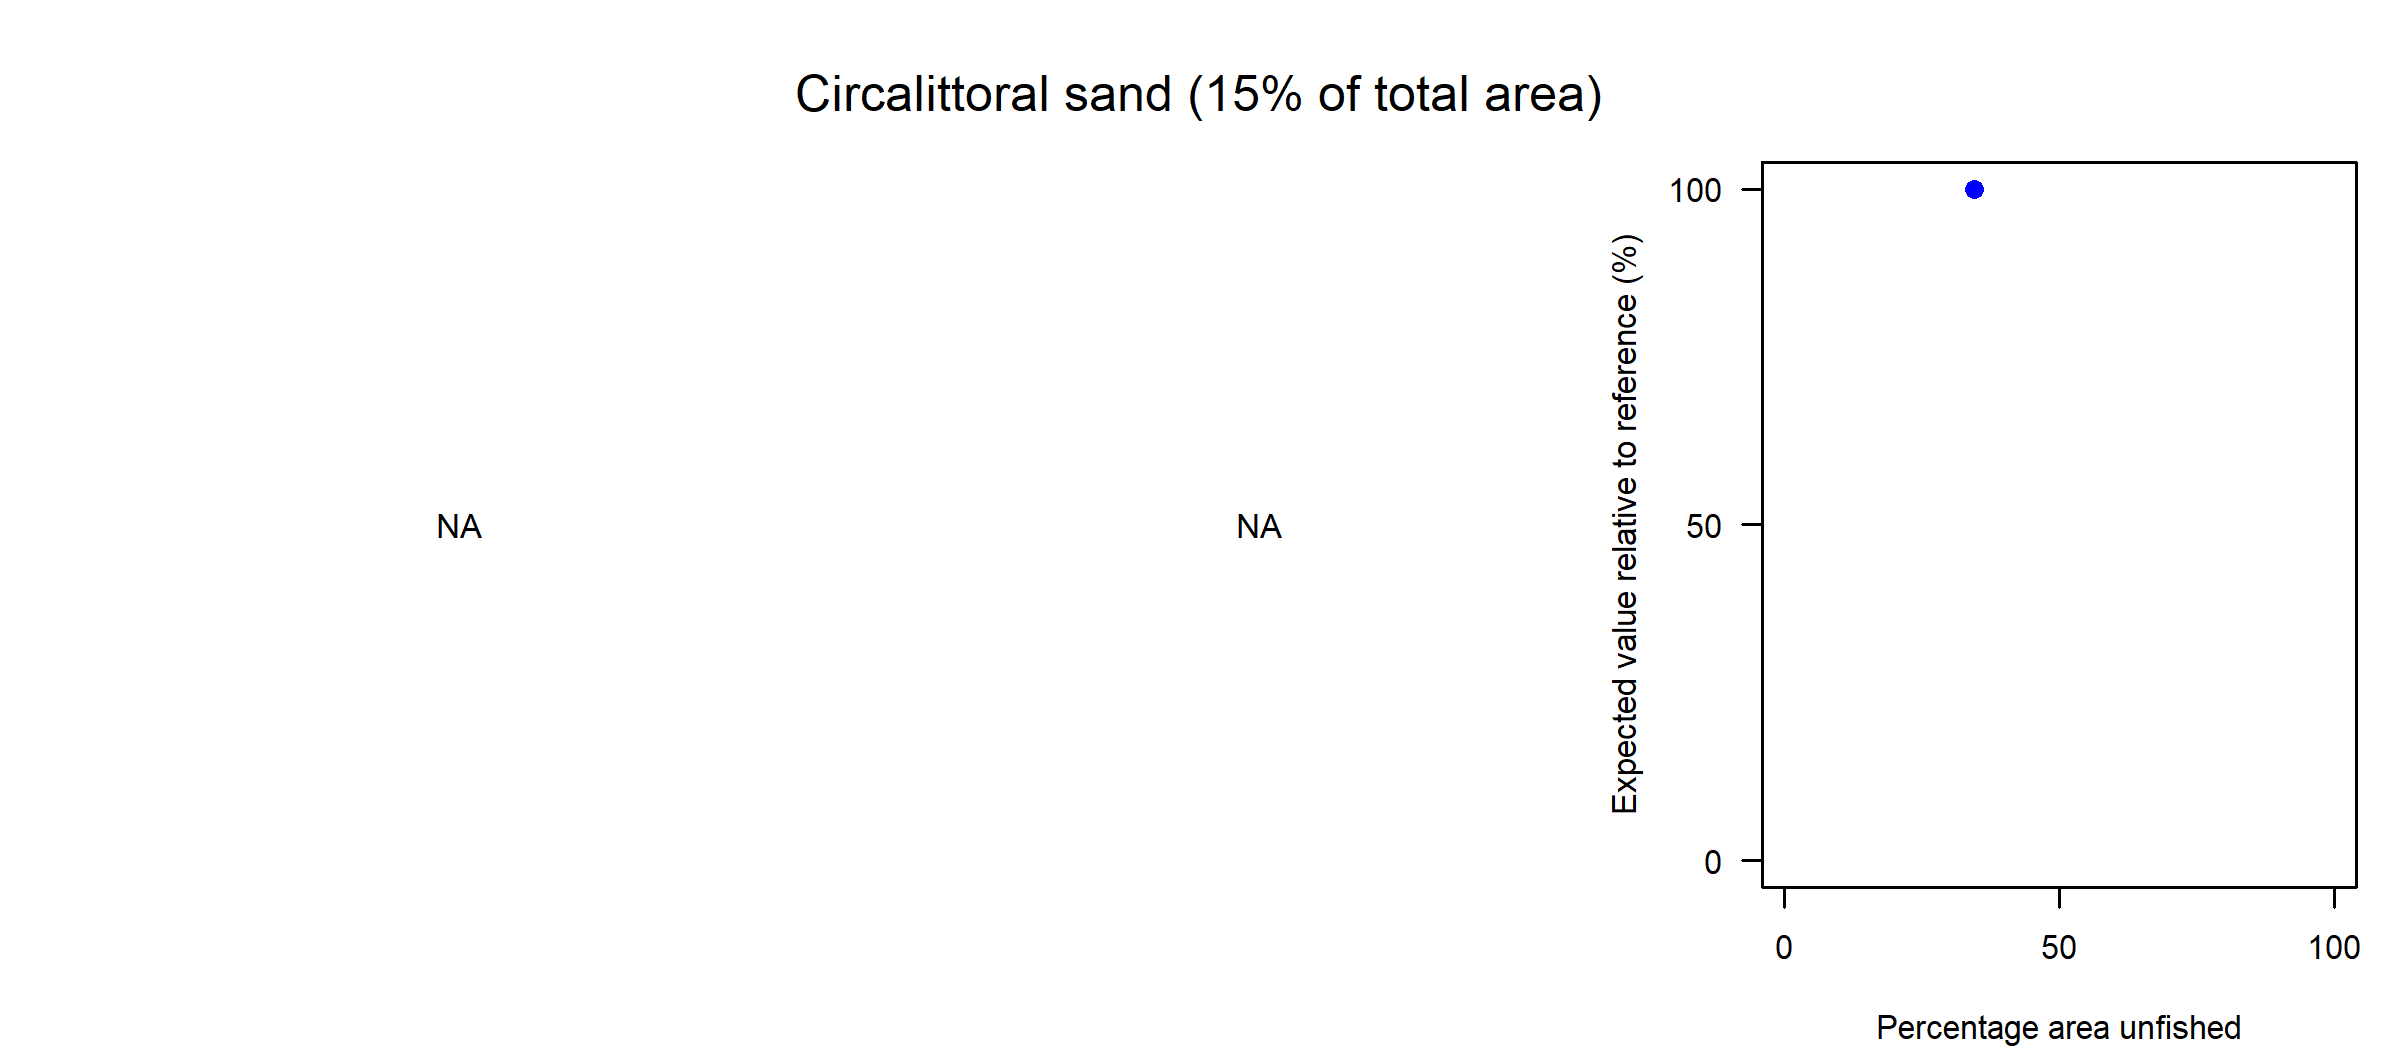 Circalittoral sand (15% of total area)
NA
NA
Expected value relative to reference (%)
100
50
0
0
50
100
Percentage area unfished